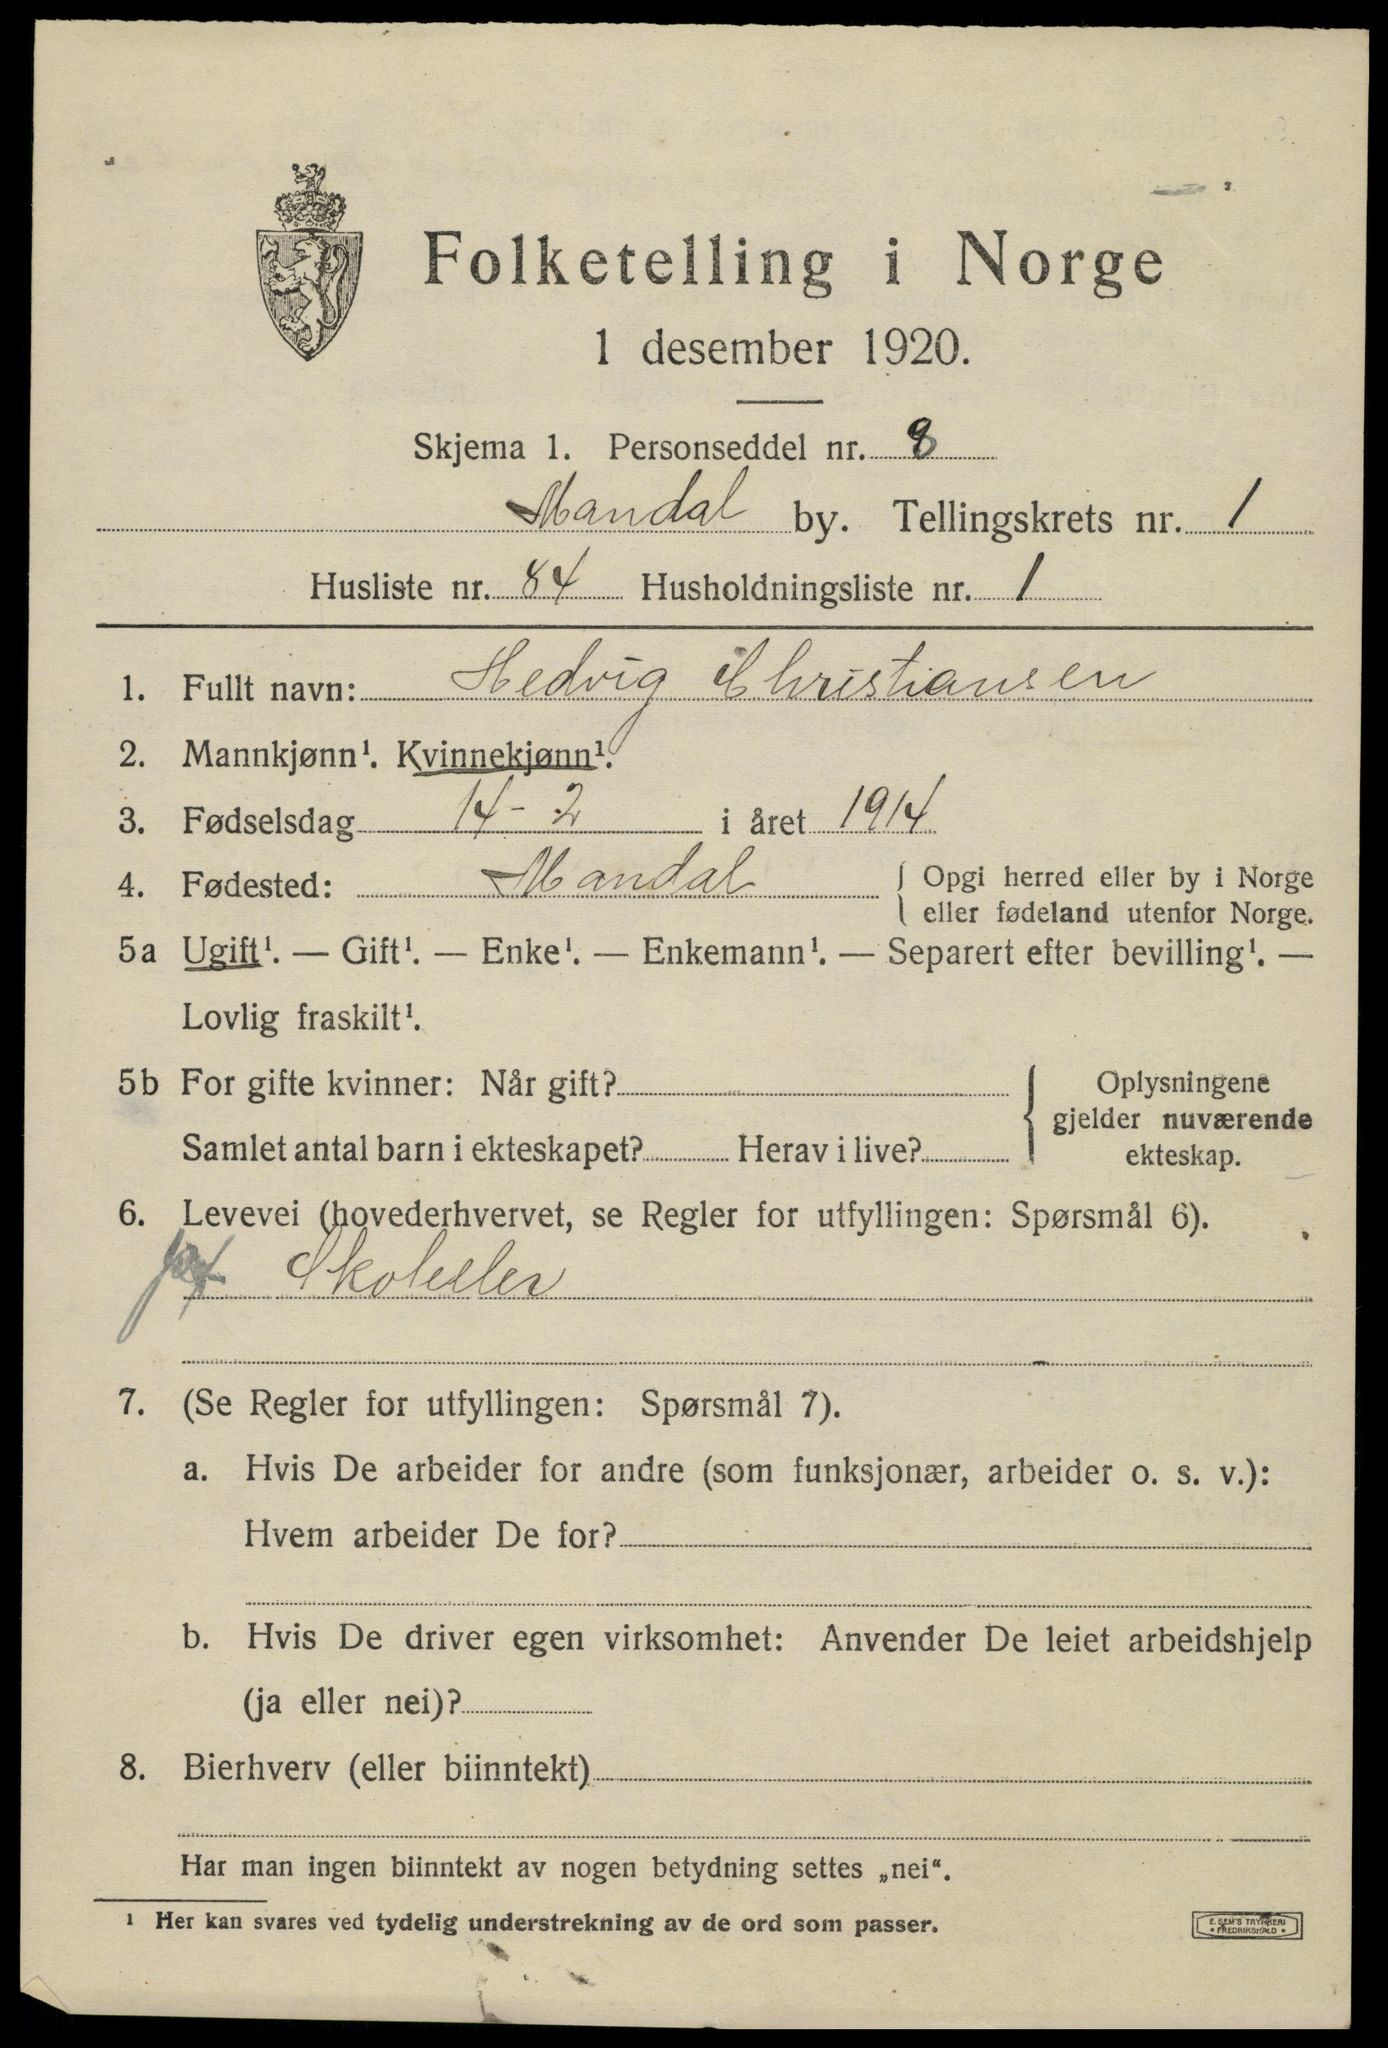 Folketelling i Norge
1 desember 1920.
Skjema 1. Personseddel nr. 8
Mandal by. Tellingskrets nr. 1
Husliste nr. 84 Husholdningsliste nr. 1
1. Fullt navn: Hedvig Christiansen
2. Mannkjønn¹. Kvinnekjønn¹.
3. Fødselsdag 14-2 i året 1914
4. Fødested: Mandal { Opgi herred eller by i Norge
eller fødeland utenfor Norge.
5a Ugift¹. — Gift¹. — Enke¹. — Enkemann¹. — Separert efter bevilling¹. —
Lovlig fraskilt¹.
5b For gifte kvinner: Når gift? { Oplysningene
gjelder nuværende
Samlet antal barn i ekteskapet? Herav i live?
ekteskap.
6. Levevei (hovederhvervet, se Regler for utfyllingen: Spørsmål 6).
Skolelev
7. (Se Regler for utfyllingen: Spørsmål 7).
a. Hvis De arbeider for andre (som funksjonær, arbeider o. s. v.):
Hvem arbeider De for?
b. Hvis De driver egen virksomhet: Anvender De leiet arbeidshjelp
(ja eller nei)?
8. Bierhverv (eller biinntekt)
Har man ingen biinntekt av nogen betydning settes „nei“.
¹ Her kan svares ved tydelig understrekning av de ord som passer.
E. SEM'S TRYKKERI
• FREDRIKSHALD •